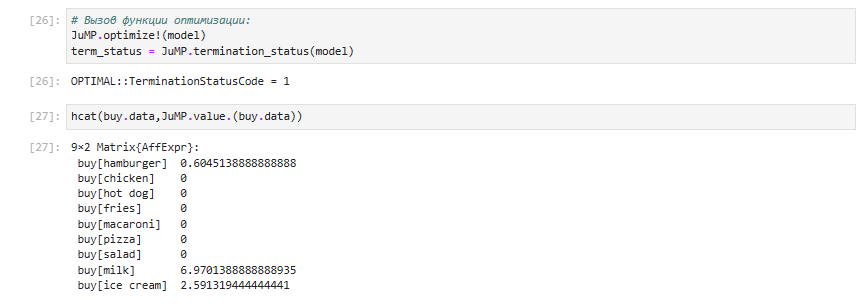 [26]: # Вызов функции оптимизации:
JuMP.optimize!(model)
term_status = JuMP.termination_status(model)
[26]: OPTIMAL::TerminationStatusCode = 1
[27]: hcat(buy.data,JuMP.value.(buy.data))
[27]: 9×2 Matrix{AffExpr}:
buy[hamburger] 0.6045138888888888
buy[chicken] 0
buy[hot dog] 0
buy[fries] 0
buy[macaroni] 0
buy[pizza] 0
buy[salad] 0
buy[milk] 6.9701388888888935
buy[ice cream] 2.591319444444441